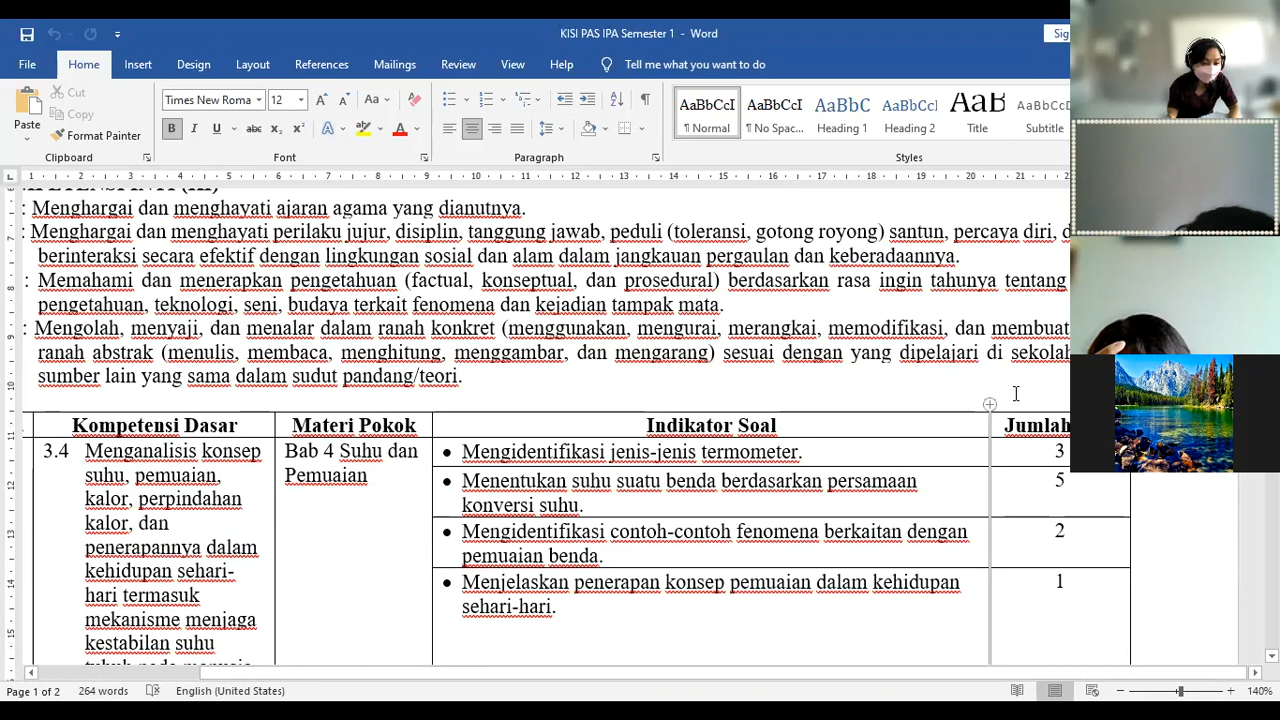 KISI PAS IPA Semester 1 - Word
File Home Insert Design Layout References Mailings Review View Help Tell me what you want to do
Cut
Copy
Format Painter
Paste
Times New Roma 12
AaBbCcI AaBbCcI AaBbC AaBbCcI AaB AaBbCcI
¶ Normal ¶ No Spac... Heading 1 Heading 2 Title Subtitle
Clipboard Font Paragraph Styles
: Menghargai dan menghayati ajaran agama yang dianutnya.
: Menghargai dan menghayati perilaku jujur, disiplin, tanggung jawab, peduli (toleransi, gotong royong) santun, percaya diri,
berinteraksi secara efektif dengan lingkungan sosial dan alam dalam jangkauan pergaulan dan keberadaannya.
: Memahami dan menerapkan pengetahuan (factual, konseptual, dan prosedural) berdasarkan rasa ingin tahunya tentang
pengetahuan, teknologi, seni, budaya terkait fenomena dan kejadian tampak mata.
: Mengolah, menyaji, dan menalar dalam ranah konkret (menggunakan, mengurai, merangkai, memodifikasi, dan membuat
ranah abstrak (menulis, membaca, menghitung, menggambar, dan mengarang) sesuai dengan yang dipelajari di sekolah
sumber lain yang sama dalam sudut pandang/teori.
Kompetensi Dasar Materi Pokok Indikator Soal Jumlah
3.4 Menganalisis konsep
suhu, pemuaian,
kalor, perpindahan
kalor, dan
penerapannya dalam
kehidupan sehari-
hari termasuk
mekanisme menjaga
kestabilan suhu
Bab 4 Suhu dan
Pemuaian
• Mengidentifikasi jenis-jenis termometer. 3
• Menentukan suhu suatu benda berdasarkan persamaan 5
konversi suhu.
• Mengidentifikasi contoh-contoh fenomena berkaitan dengan 2
pemuaian benda.
• Menjelaskan penerapan konsep pemuaian dalam kehidupan 1
sehari-hari.
Page 1 of 2 264 words English (United States) 140%